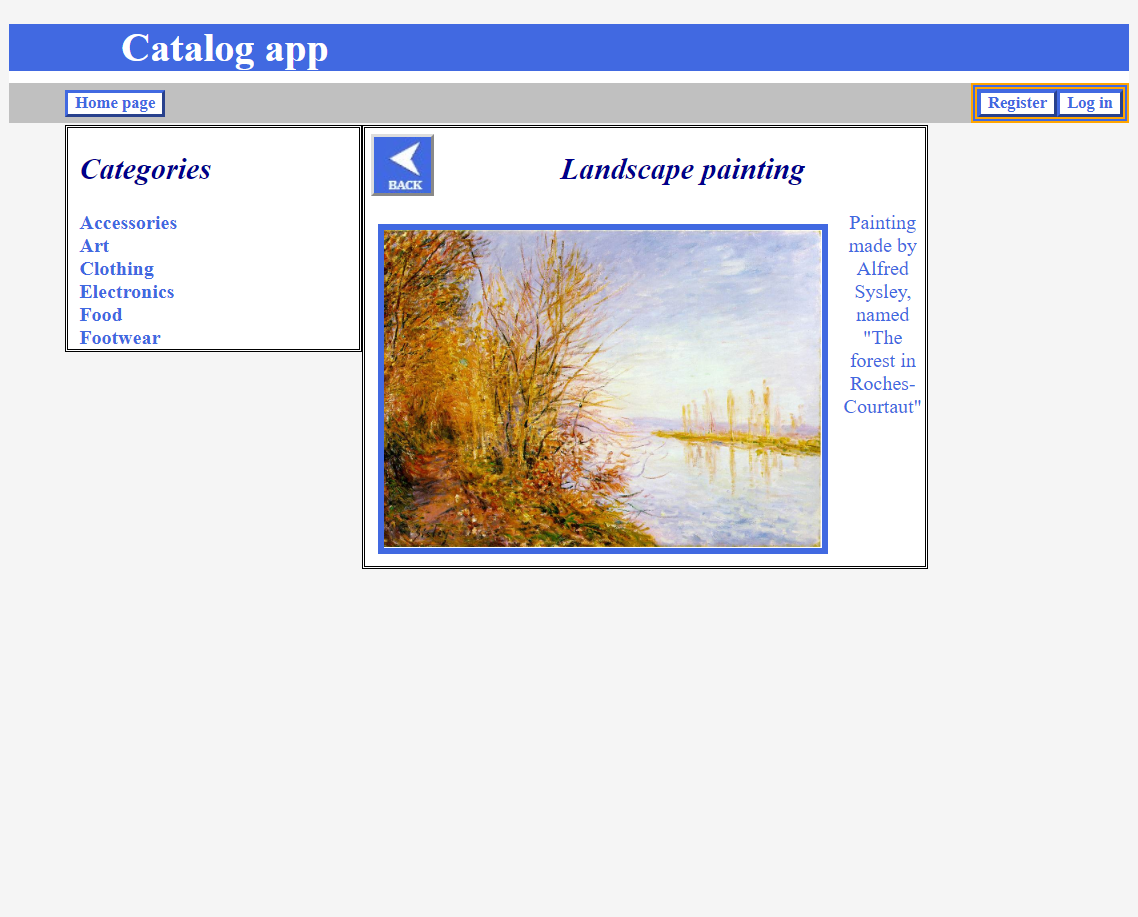 Catalog app
Home page
Register
Log in
Categories
Accessories
Art
Clothing
Electronics
Food
Footwear
BACK
Landscape painting
Painting
made by
Alfred
Sysley,
named
"The
forest in
Roches-
Courtaut"